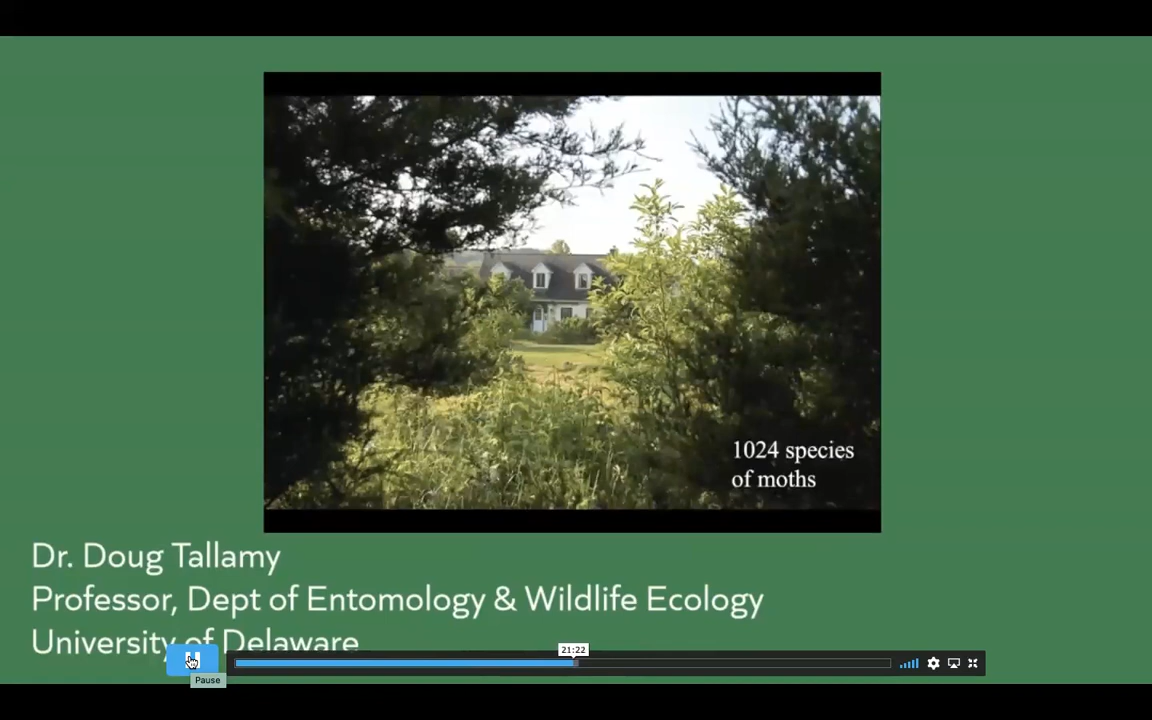 1024 species
of moths
Dr. Doug Tallamy
Professor, Dept of Entomology & Wildlife Ecology
University of Delaware
21:22
Pause